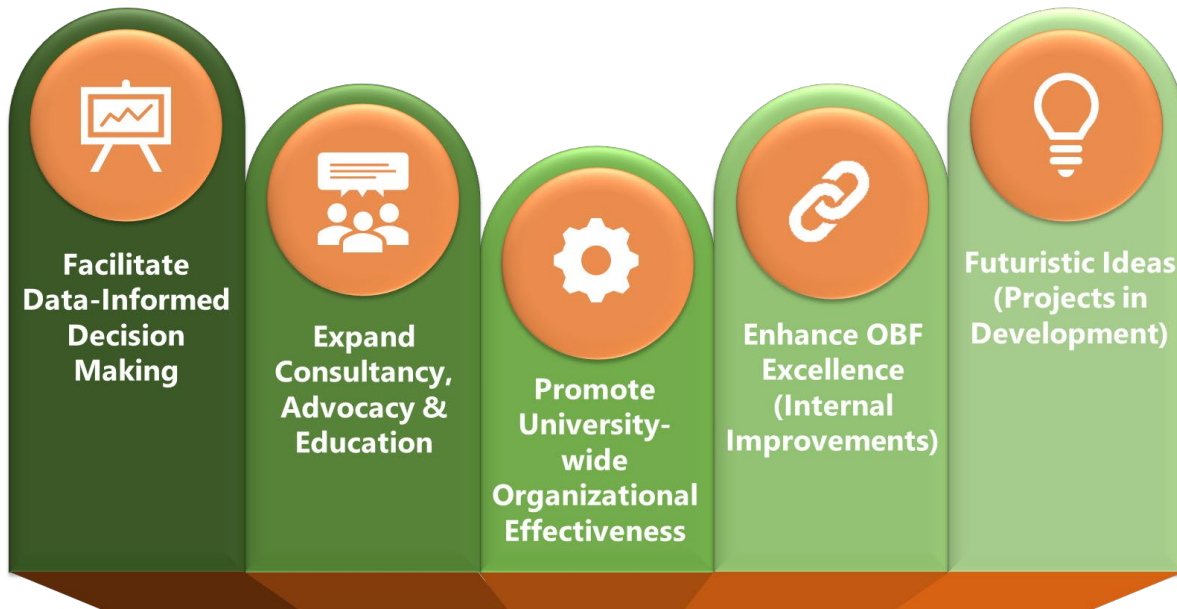 Facilitate
Data-Informed
Decision
Making
Expand
Consultancy,
Advocacy &
Education
Promote
University-
wide
Organizational
Effectiveness
Enhance OBF
Excellence
(Internal
Improvements)
Futuristic Ideas
(Projects in
Development)